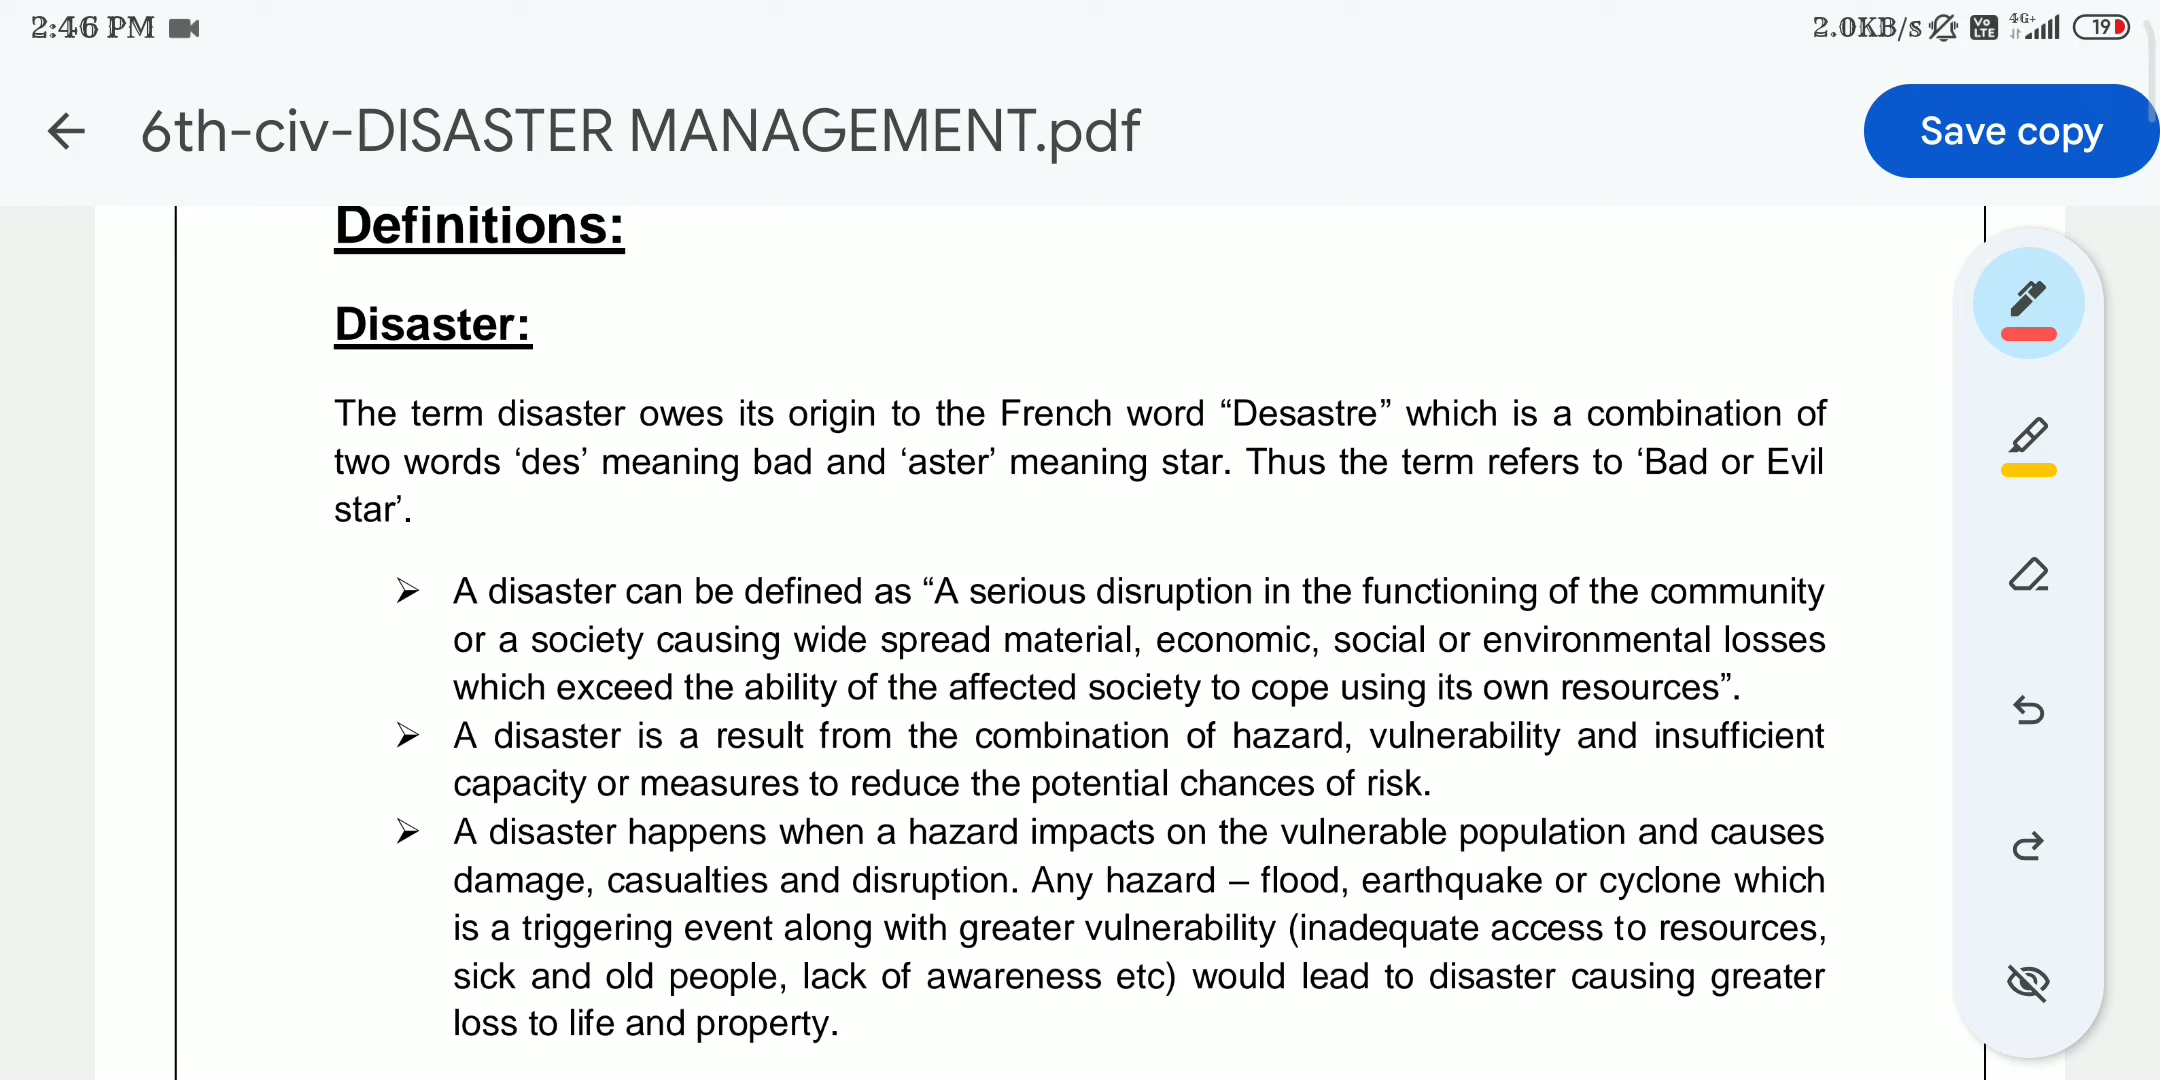 2:46 PM 2.0KB/s Vo LTE 4G+ 19
6th-civ-DISASTER MANAGEMENT.pdf
Save copy
Definitions:
Disaster:
The term disaster owes its origin to the French word “Desastre” which is a combination of
two words ‘des’ meaning bad and ‘aster’ meaning star. Thus the term refers to ‘Bad or Evil
star’.
➢ A disaster can be defined as “A serious disruption in the functioning of the community
or a society causing wide spread material, economic, social or environmental losses
which exceed the ability of the affected society to cope using its own resources”.
➢ A disaster is a result from the combination of hazard, vulnerability and insufficient
capacity or measures to reduce the potential chances of risk.
➢ A disaster happens when a hazard impacts on the vulnerable population and causes
damage, casualties and disruption. Any hazard – flood, earthquake or cyclone which
is a triggering event along with greater vulnerability (inadequate access to resources,
sick and old people, lack of awareness etc) would lead to disaster causing greater
loss to life and property.